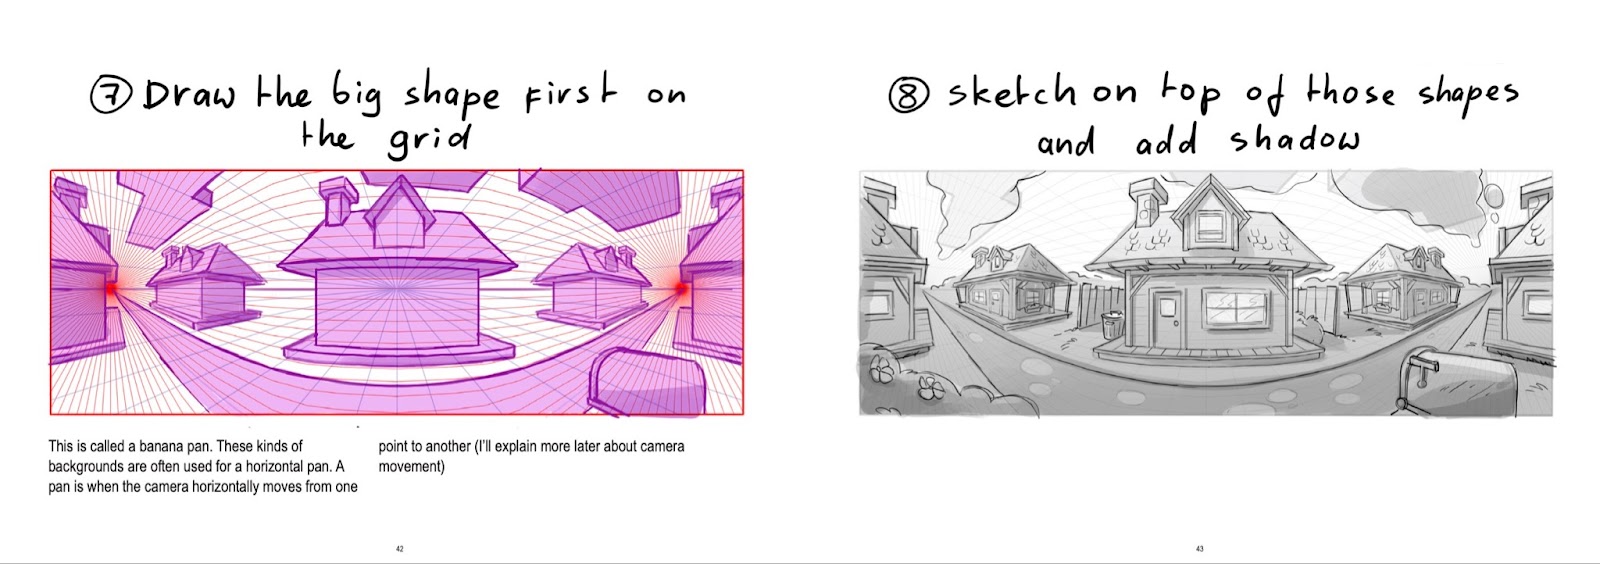 ⑦ Draw the big shape first on
the grid
This is called a banana pan. These kinds of
backgrounds are often used for a horizontal pan. A
pan is when the camera horizontally moves from one
point to another (I'll explain more later about camera
movement)
42
⑧ sketch on top of those shapes
and add shadow
43